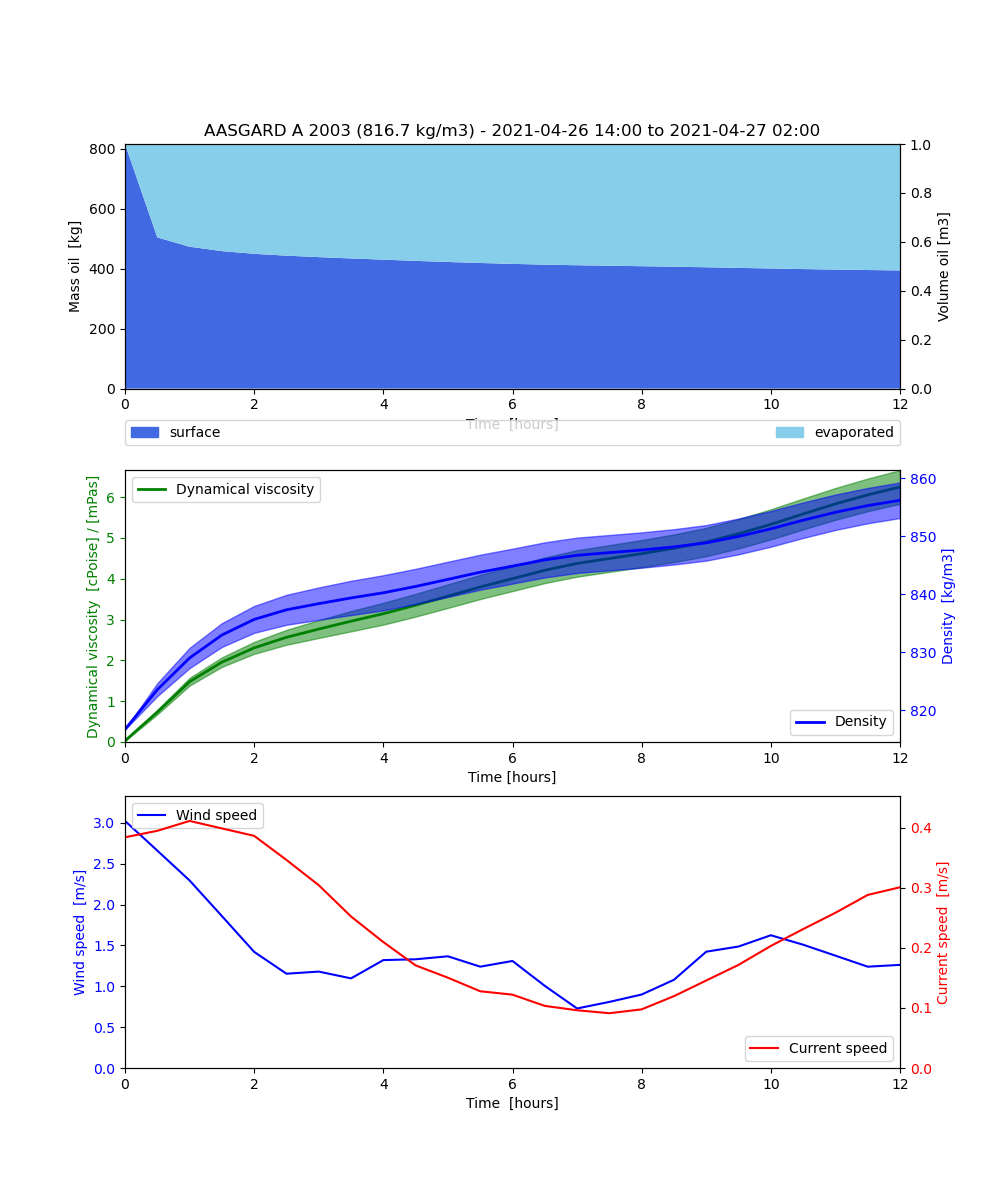 AASGARD A 2003 (816.7 kg/m3) - 2021-04-26 14:00 to 2021-04-27 02:00
Mass oil [kg]
800
600
400
200
0
1.0
0.8
0.6
0.4
0.2
0.0
Volume oil [m3]
0 2 4 6 8 10 12
Time [hours]
surface evaporated
Dynamical viscosity [cPoise] / [mPas]
6
5
4
3
2
1
0
Dynamical viscosity
860
850
840
830
820
Density [kg/m3]
Density
0 2 4 6 8 10 12
Time [hours]
Wind speed [m/s]
3.0
2.5
2.0
1.5
1.0
0.5
0.0
Wind speed
0.4
0.3
0.2
0.1
0.0
Current speed [m/s]
Current speed
0 2 4 6 8 10 12
Time [hours]